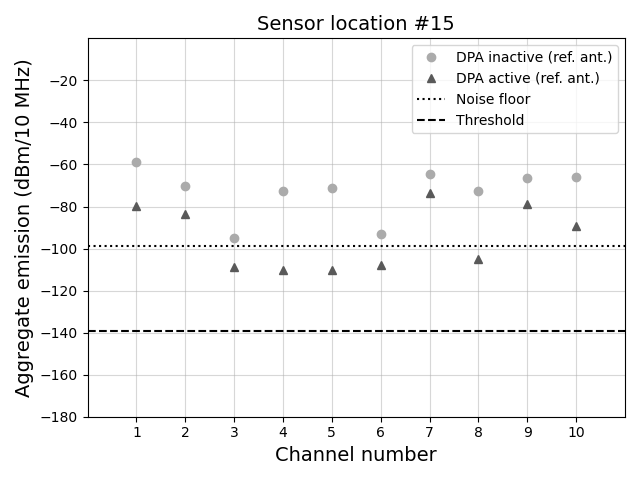 Sensor location #15
DPA inactive (ref. ant.)
DPA active (ref. ant.)
Noise floor
Threshold
Aggregate emission (dBm/10 MHz)
−20
−40
−60
−80
−100
−120
−140
−160
−180
1 2 3 4 5 6 7 8 9 10
Channel number